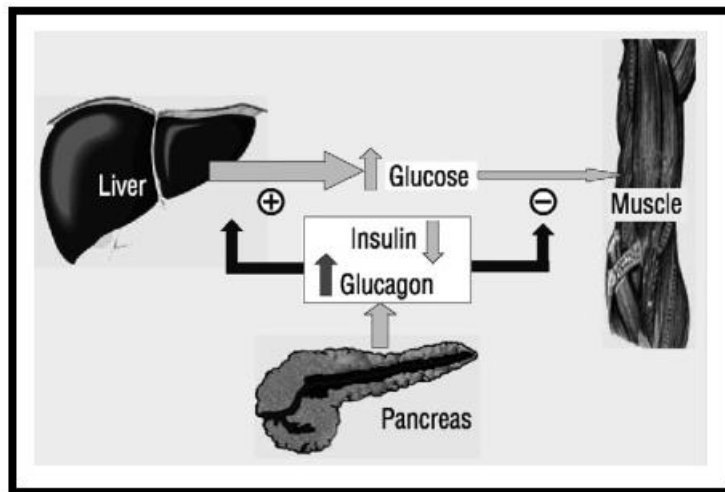 Liver
Glucose
Muscle
Insulin
Glucagon
Pancreas